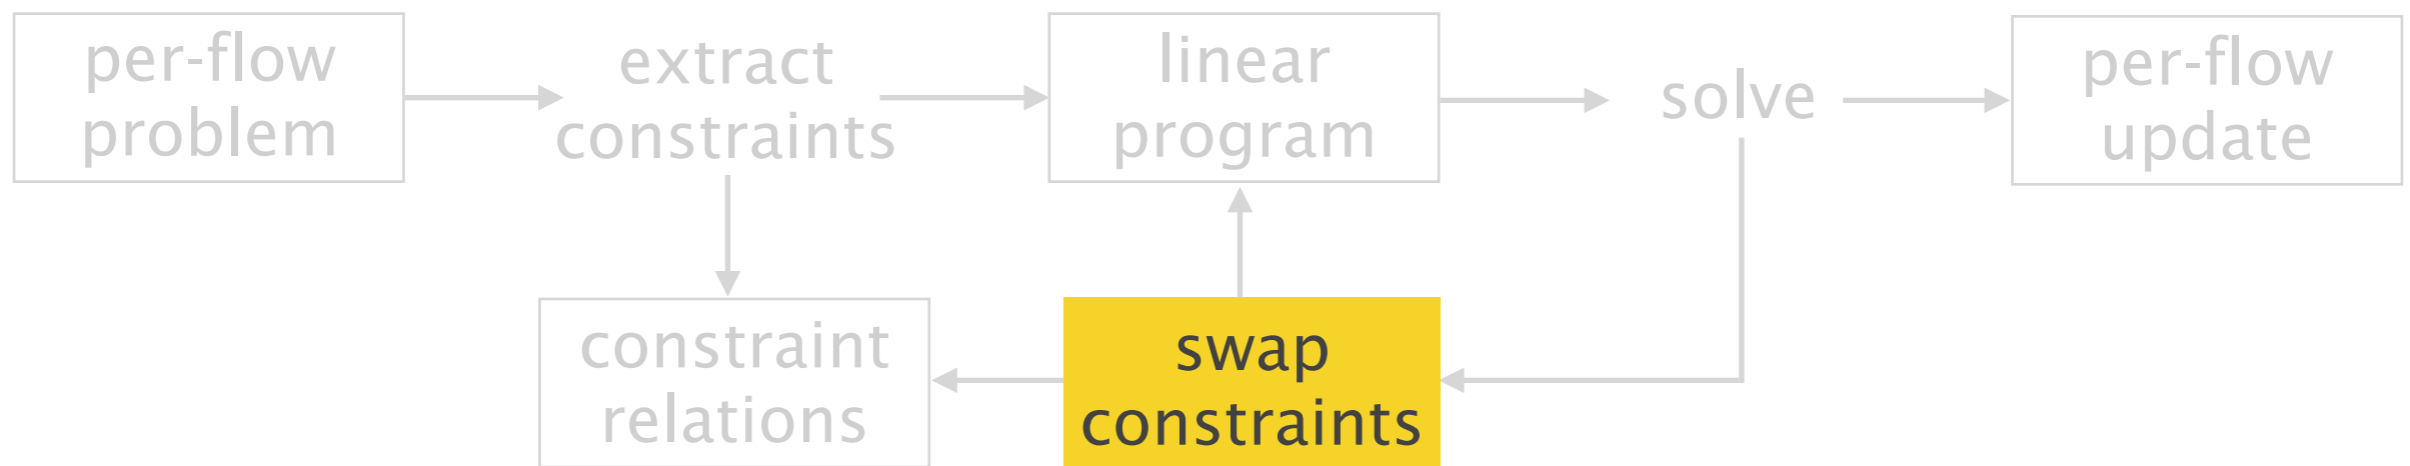 per-flow
problem
extract
constraints
linear
program
solve
per-flow
update
constraint
relations
swap
constraints